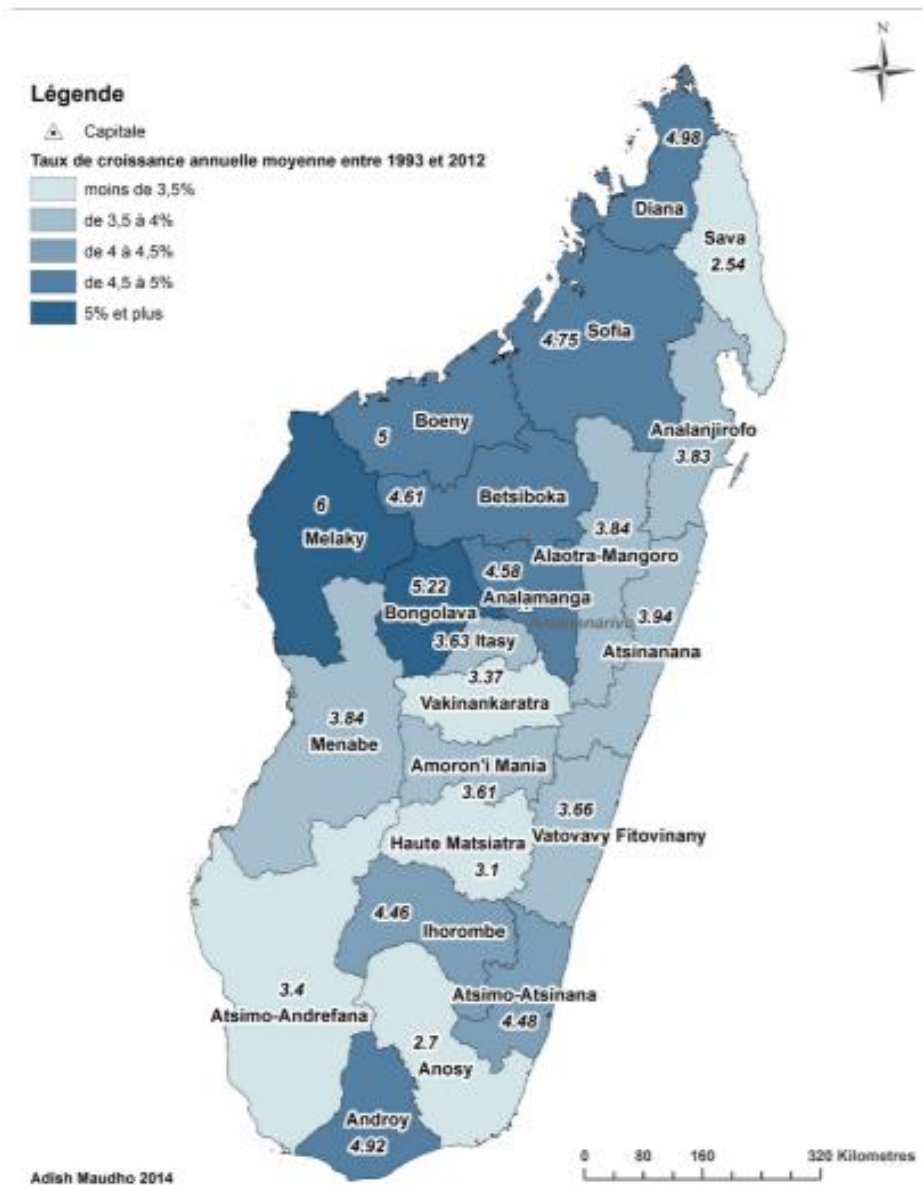 N
Légende
Capitale
Taux de croissance annuelle moyenne entre 1993 et 2012
moins de 3,5%
de 3,5 à 4%
de 4 à 4,5%
de 4,5 à 5%
5% et plus
4.98
Diana
Sava
2.54
4.75
Sofia
Boeny
5
Analanjirofo
3.83
4.61
Betsiboka
6
Melaky
3.84
Alaotra-Mangoro
4.58
Analamanga
5.22
Bongolava
Antananarivo
3.94
Atsinanana
3.63 Itasy
3.37
Vakinankaratra
3.84
Menabe
Amoron'i Mania
3.61
3.66
Vatovavy Fitovinany
Haute Matsiatra
3.1
4.46
Ihorombe
Atsimo-Atsinana
4.48
3.4
Atsimo-Andrefana
2.7
Anosy
Androy
4.92
0 80 160 320 Kilometres
Adish Maudho 2014